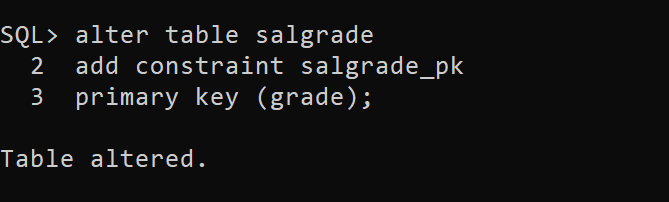 SQL> alter table salgrade
2 add constraint salgrade_pk
3 primary key (grade);
Table altered.